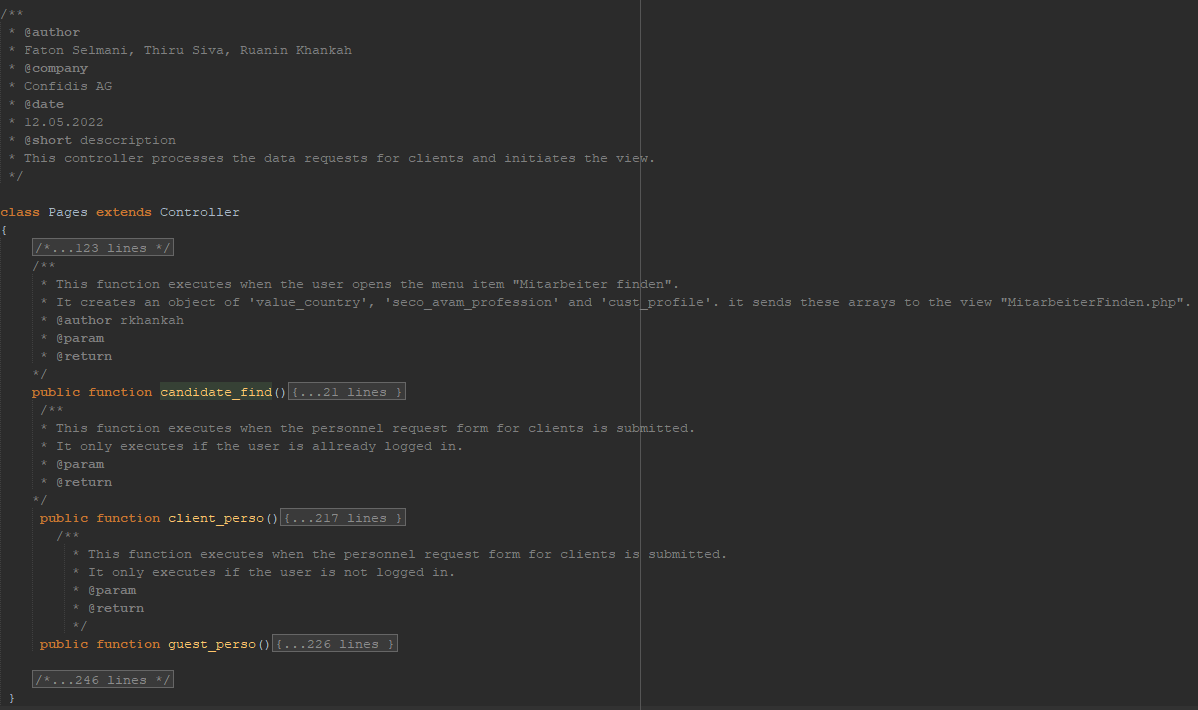 /**
 * @author
 * Faton Selmani, Thiru Siva, Ruanin Khankah
 * @company
 * Confidis AG
 * @date
 * 12.05.2022
 * @short desccription
 * This controller processes the data requests for clients and initiates the view.
 */
class Pages extends Controller
{
/*...123 lines */
/**
 * This function executes when the user opens the menu item "Mitarbeiter finden".
 * It creates an object of 'value_country', 'seco_avam_profession' and 'cust_profile'. it sends these arrays to the view "MitarbeiterFinden.php".
 * @author rkhankah
 * @param
 * @return
*/
public function candidate_find(){...21 lines }
/**
 * This function executes when the personnel request form for clients is submitted.
 * It only executes if the user is allready logged in.
 * @param
 * @return
*/
public function client_perso(){...217 lines }
/**
 * This function executes when the personnel request form for clients is submitted.
 * It only executes if the user is not logged in.
 * @param
 * @return
 */
public function guest_perso(){...226 lines }
/*...246 lines */
}